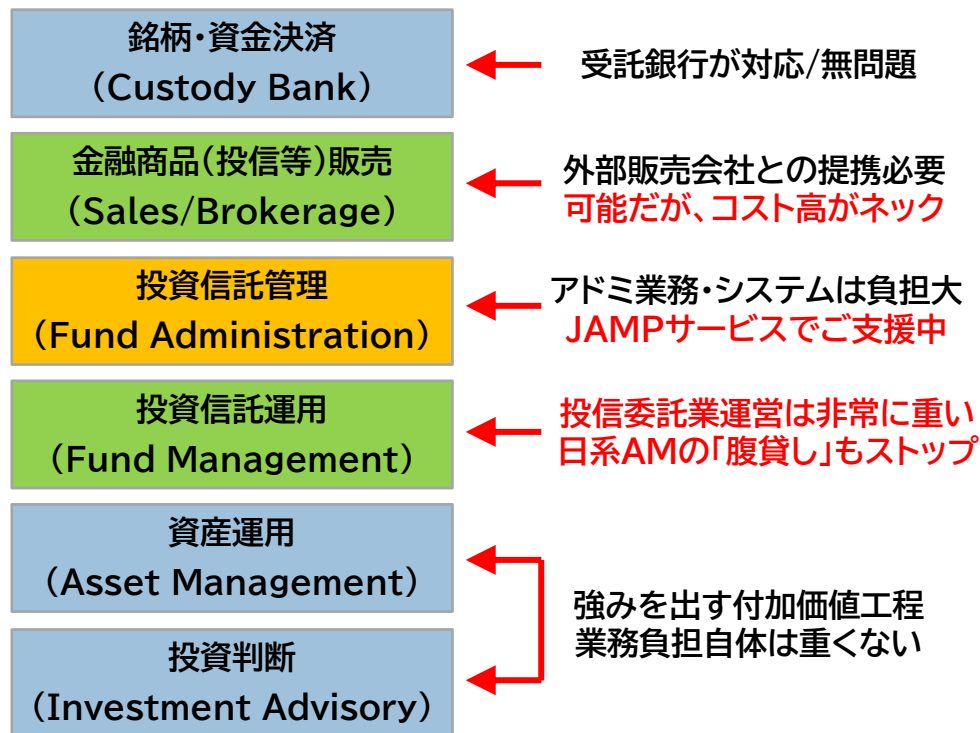 銘柄・資金決済
(Custody Bank)
受託銀行が対応/無問題
金融商品(投信等)販売
(Sales/Brokerage)
外部販売会社との提携必要
可能だが、コスト高がネック
投資信託管理
(Fund Administration)
アドミ業務・システムは負担大
JAMPサービスでご支援中
投資信託運用
(Fund Management)
投信委託業運営は非常に重い
日系AMの「腹貸し」もストップ
資産運用
(Asset Management)
投資判断
(Investment Advisory)
強みを出す付加価値工程
業務負担自体は重くない